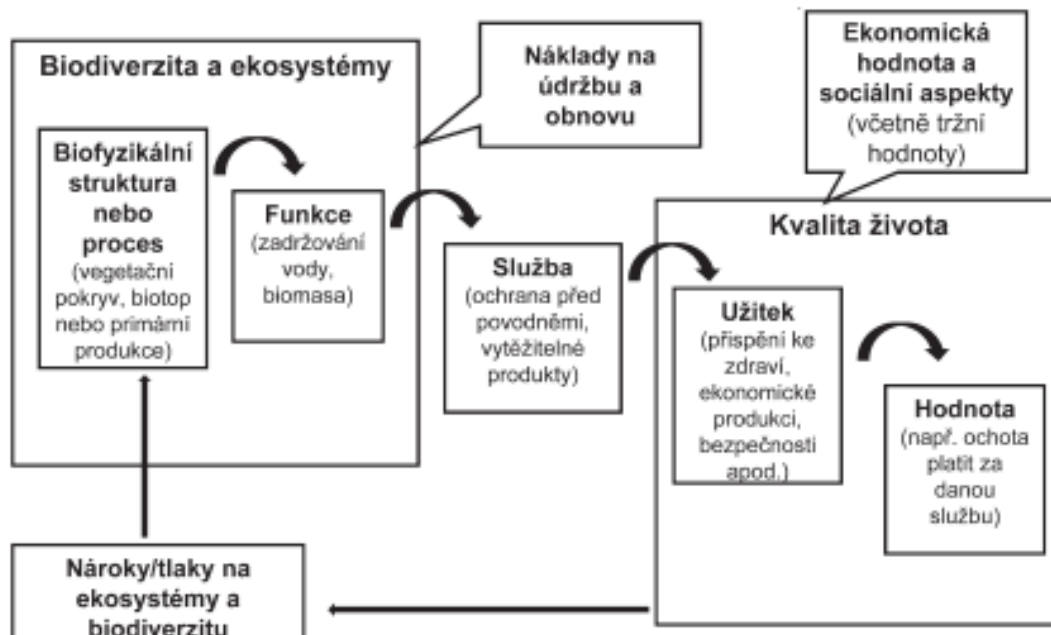 Biodiverzita a ekosystémy
Biofyzikální
struktura
nebo
proces
(vegetační
pokryv, biotop
nebo primární
produkce)
Funkce
(zadržování
vody,
biomasa)
Náklady na
údržbu a
obnovu
Služba
(ochrana před
povodněmi,
vytěžitelné
produkty)
Ekonomická
hodnota a
sociální aspekty
(včetně tržní
hodnoty)
Kvalita života
Užitek
(přispění ke
zdraví,
ekonomické
produkci,
bezpečnosti
apod.)
Hodnota
(např. ochota
platit za
danou
službu)
Nároky/tlaky na
ekosystémy a
biodiverzitu